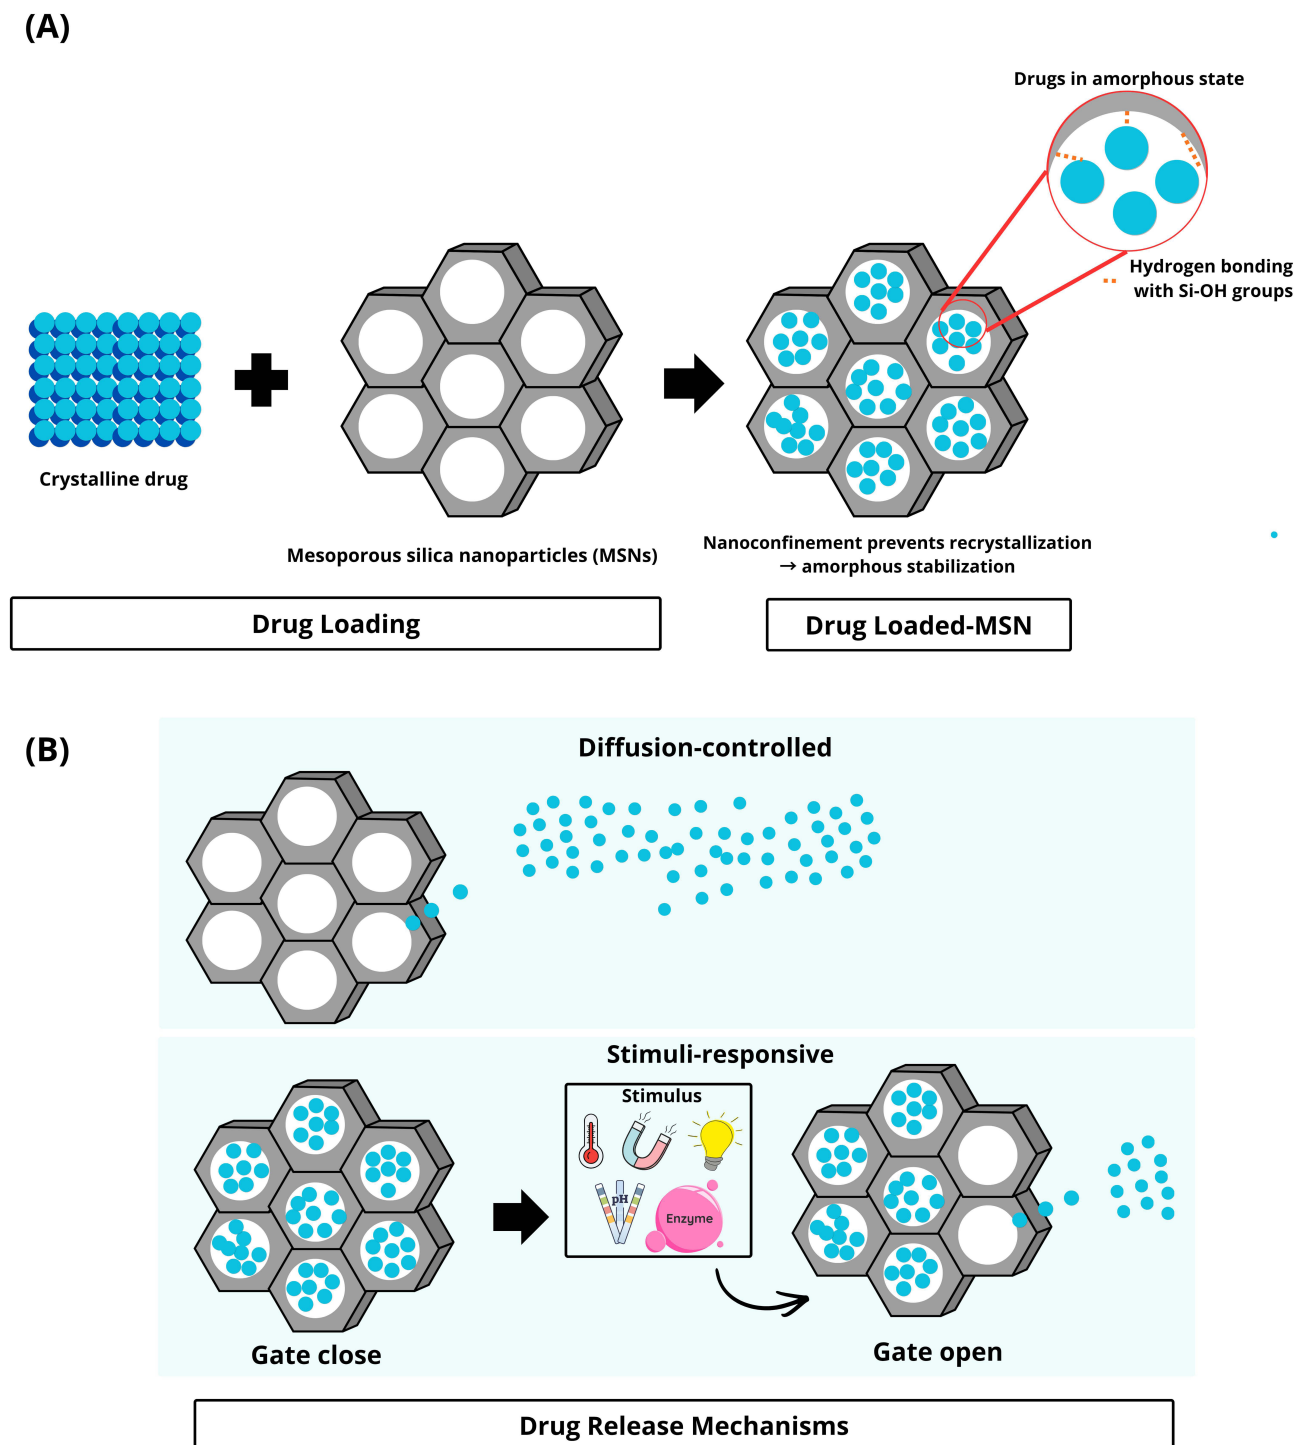 (A)
Drugs in amorphous state
Hydrogen bonding
with Si-OH groups
Crystalline drug
Mesoporous silica nanoparticles (MSNs)
Nanoconfinement prevents recrystallization
→ amorphous stabilization
Drug Loading
Drug Loaded-MSN
(B)
Diffusion-controlled
Stimuli-responsive
Stimulus
pH
Enzyme
Gate close
Gate open
Drug Release Mechanisms